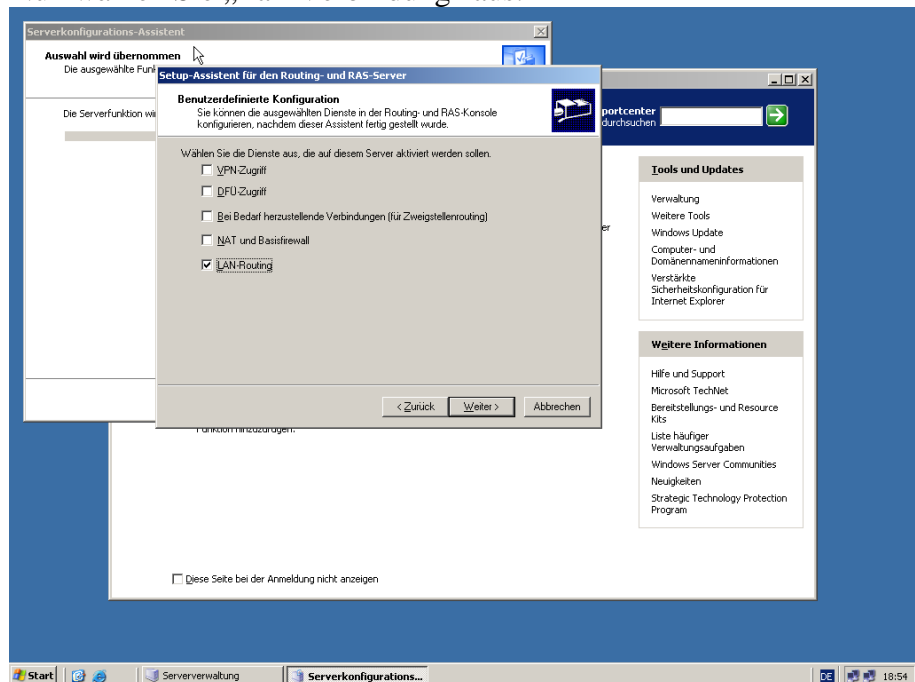 Serverkonfigurations-Assistent
Auswahl wird übernommen
Die ausgewählte
Die Serverfunktion
Setup-Assistent für den Routing- und RAS-Server
Benutzerdefinierte Konfiguration
Sie können die ausgewählten Dienste in der Routing- und RAS-Konsole
konfigurieren, nachdem dieser Assistent fertig gestellt wurde.
Wählen Sie die Dienste aus, die auf diesem Server aktiviert werden sollen.
VPN-Zugriff
DFÜ-Zugriff
Bei Bedarf herzustellende Verbindungen (für Zweigstellenrouting)
NAT und Basisfirewall
LAN-Routing
< Zurück
Weiter >
Abbrechen
portcenter
durchsuchen
er
Tools und Updates
Verwaltung
Weitere Tools
Windows Update
Computer- und
Domänennameninformationen
Verstärkte
Sicherheitskonfiguration für
Internet Explorer
Weitere Informationen
Hilfe und Support
Microsoft TechNet
Bereitstellungs- und Resource
Kits
Liste häufiger
Verwaltungsaufgaben
Windows Server Communities
Neuigkeiten
Strategic Technology Protection
Program
Diese Seite bei der Anmeldung nicht anzeigen
Start
Serververwaltung
Serverkonfigurations...
DE
18:54